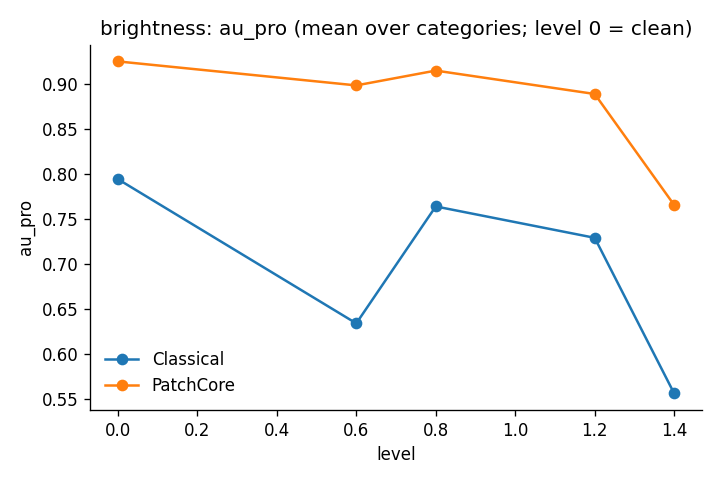 brightness: au_pro (mean over categories; level 0 = clean)
au_pro
0.90
0.85
0.80
0.75
0.70
0.65
0.60
0.55
Classical
PatchCore
0.0 0.2 0.4 0.6 0.8 1.0 1.2 1.4
level